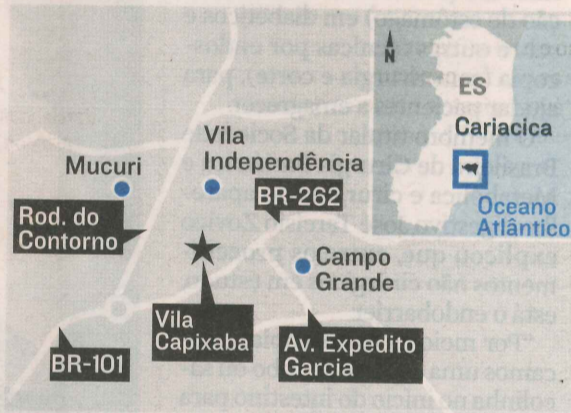 N
ES
Cariacica
Oceano
Atlântico
Vila
Independência
Mucuri
BR-262
Rod. do
Contorno
Campo
Grande
Vila
Capixaba
Av. Expedito
Garcia
BR-101